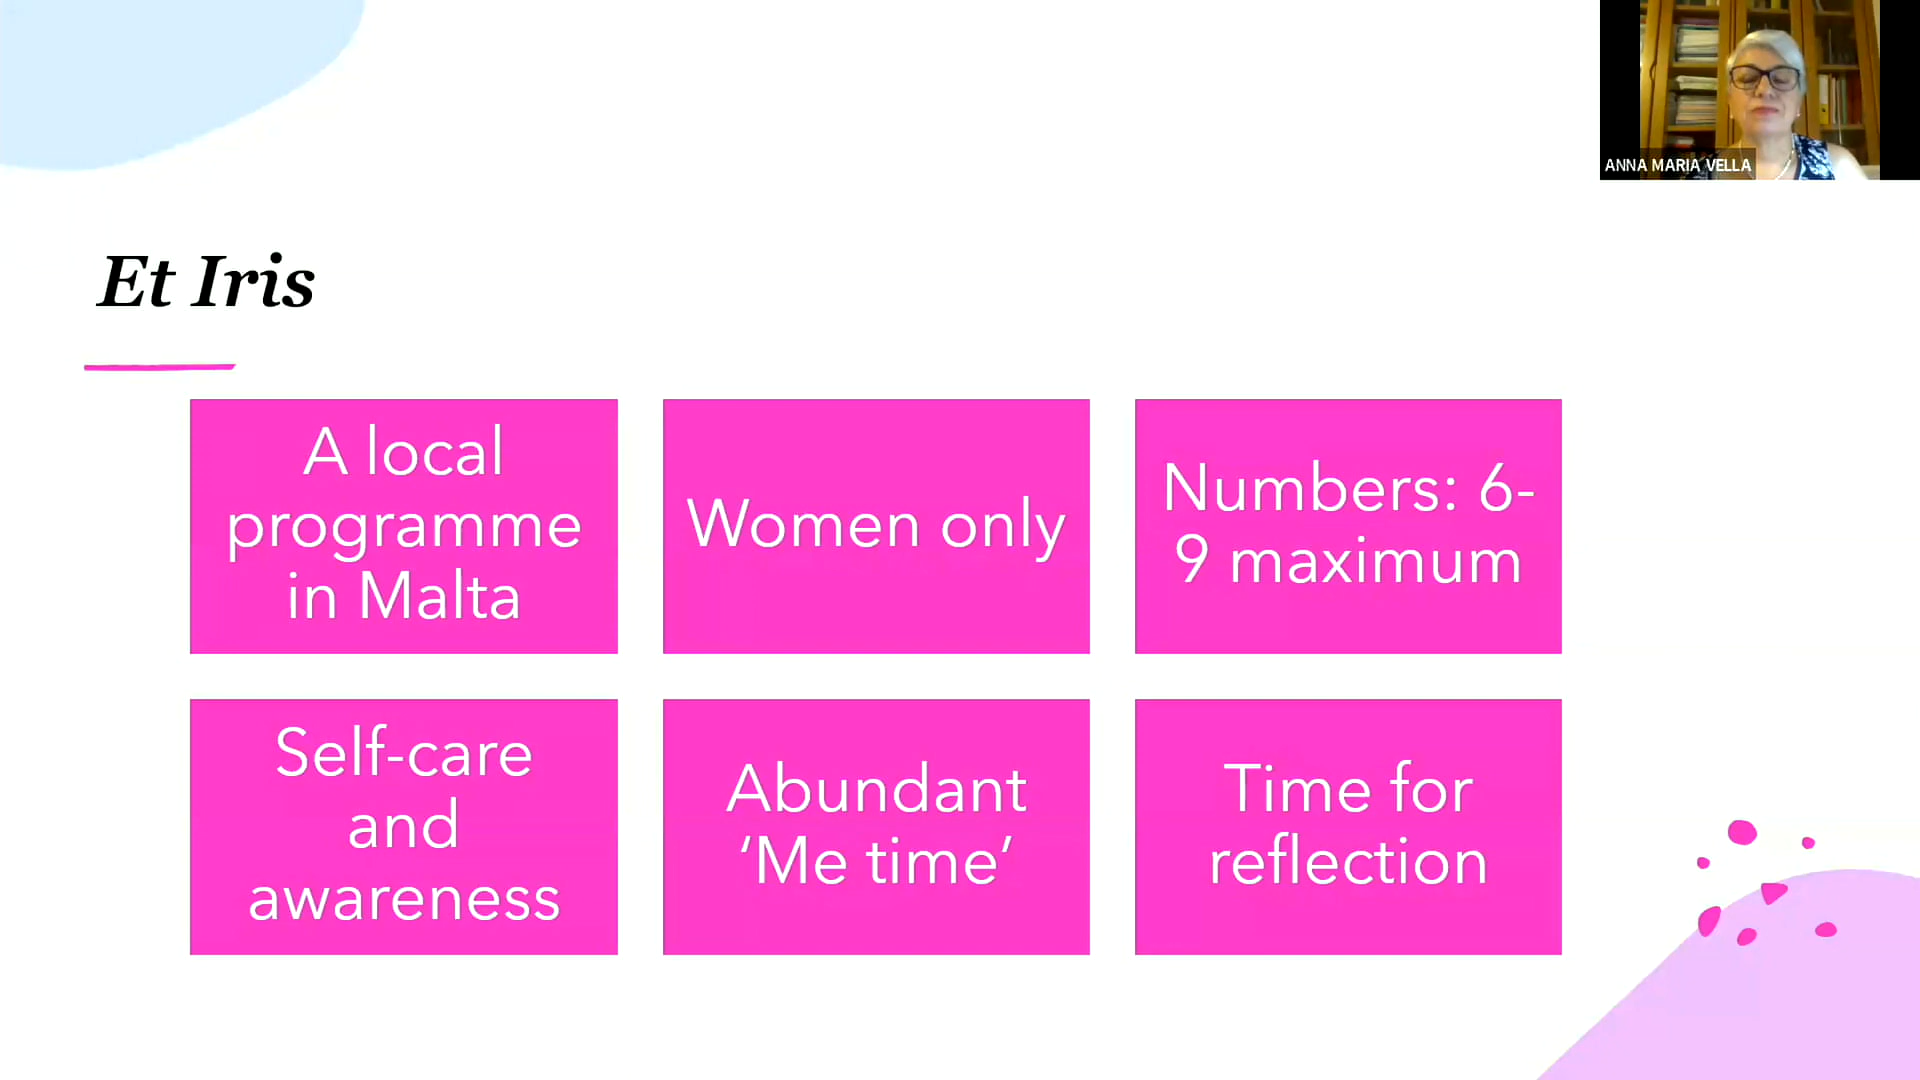 ANNA MARIA VELLA
Et Iris
A local
programme
in Malta
Women only
Numbers: 6-
9 maximum
Self-care
and
awareness
Abundant
‘Me time’
Time for
reflection